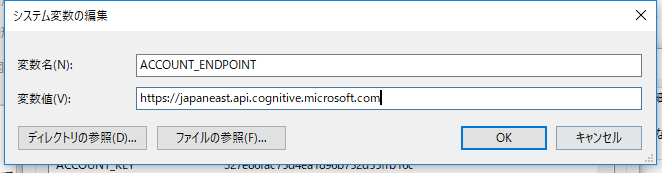 システム変数の編集
変数名(N):
ACCOUNT_ENDPOINT
変数値(V):
https://japaneast.api.cognitive.microsoft.com
ディレクトリの参照(D)...
ファイルの参照(F)...
OK
キャンセル
ACCOUNT_KEY